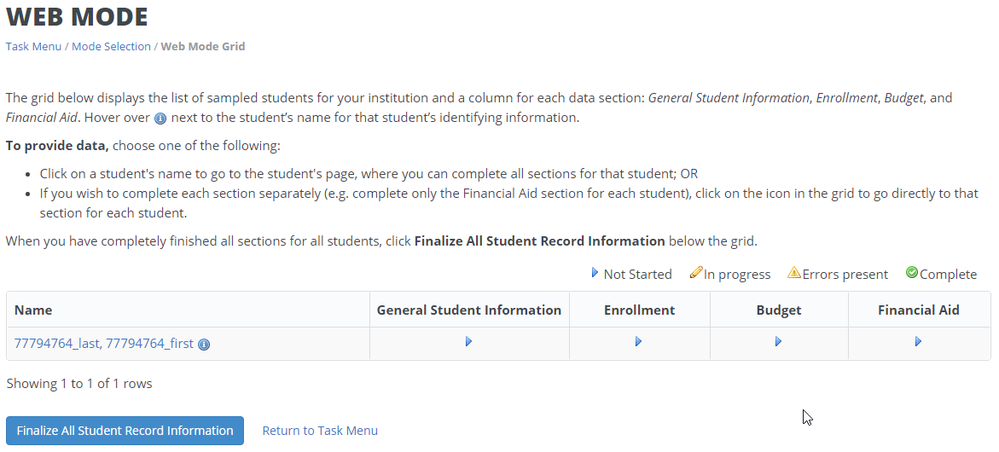 WEB MODE
Task Menu / Mode Selection / Web Mode Grid
The grid below displays the list of sampled students for your institution and a column for each data section: General Student Information, Enrollment, Budget, and
Financial Aid. Hover over next to the student’s name for that student’s identifying information.
To provide data, choose one of the following:
• Click on a student's name to go to the student's page, where you can complete all sections for that student; OR
• If you wish to complete each section separately (e.g. complete only the Financial Aid section for each student), click on the icon in the grid to go directly to that
section for each student.
When you have completely finished all sections for all students, click Finalize All Student Record Information below the grid.
Not Started In progress Errors present Complete
Name General Student Information Enrollment Budget Financial Aid
77794764_last, 77794764_first
Showing 1 to 1 of 1 rows
Finalize All Student Record Information Return to Task Menu